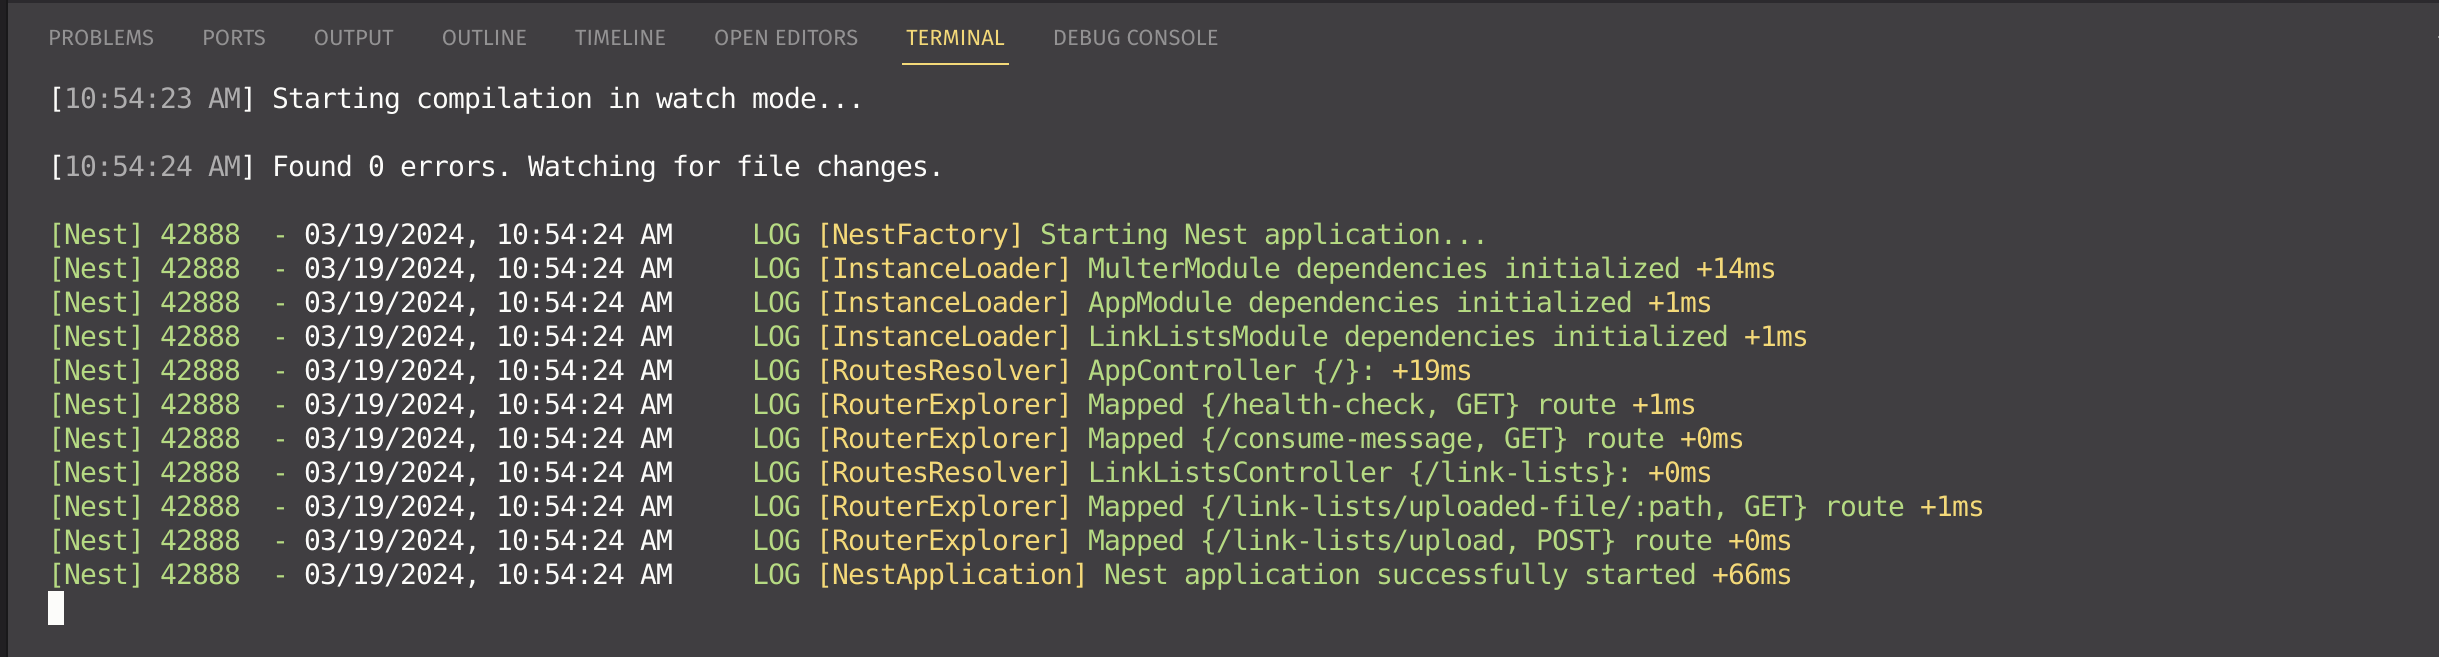 PROBLEMS PORTS OUTPUT OUTLINE TIMELINE OPEN EDITORS TERMINAL DEBUG CONSOLE
[10:54:23 AM] Starting compilation in watch mode...
[10:54:24 AM] Found 0 errors. Watching for file changes.
[Nest] 42888  - 03/19/2024, 10:54:24 AM     LOG [NestFactory] Starting Nest application...
[Nest] 42888  - 03/19/2024, 10:54:24 AM     LOG [InstanceLoader] MulterModule dependencies initialized +14ms
[Nest] 42888  - 03/19/2024, 10:54:24 AM     LOG [InstanceLoader] AppModule dependencies initialized +1ms
[Nest] 42888  - 03/19/2024, 10:54:24 AM     LOG [InstanceLoader] LinkListsModule dependencies initialized +1ms
[Nest] 42888  - 03/19/2024, 10:54:24 AM     LOG [RoutesResolver] AppController {/}: +19ms
[Nest] 42888  - 03/19/2024, 10:54:24 AM     LOG [RouterExplorer] Mapped {/health-check, GET} route +1ms
[Nest] 42888  - 03/19/2024, 10:54:24 AM     LOG [RouterExplorer] Mapped {/consume-message, GET} route +0ms
[Nest] 42888  - 03/19/2024, 10:54:24 AM     LOG [RoutesResolver] LinkListsController {/link-lists}: +0ms
[Nest] 42888  - 03/19/2024, 10:54:24 AM     LOG [RouterExplorer] Mapped {/link-lists/uploaded-file/:path, GET} route +1ms
[Nest] 42888  - 03/19/2024, 10:54:24 AM     LOG [RouterExplorer] Mapped {/link-lists/upload, POST} route +0ms
[Nest] 42888  - 03/19/2024, 10:54:24 AM     LOG [NestApplication] Nest application successfully started +66ms